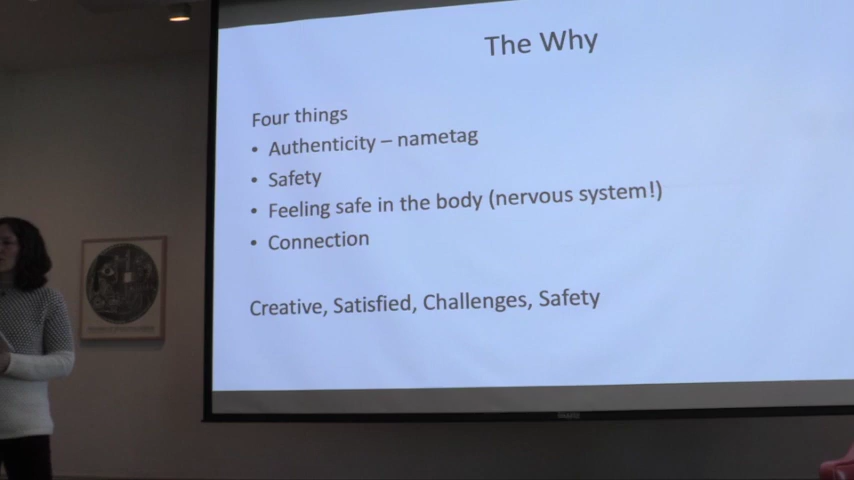 The Why
Four things
• Authenticity – nametag
• Safety
• Feeling safe in the body (nervous system!)
• Connection
Creative, Satisfied, Challenges, Safety